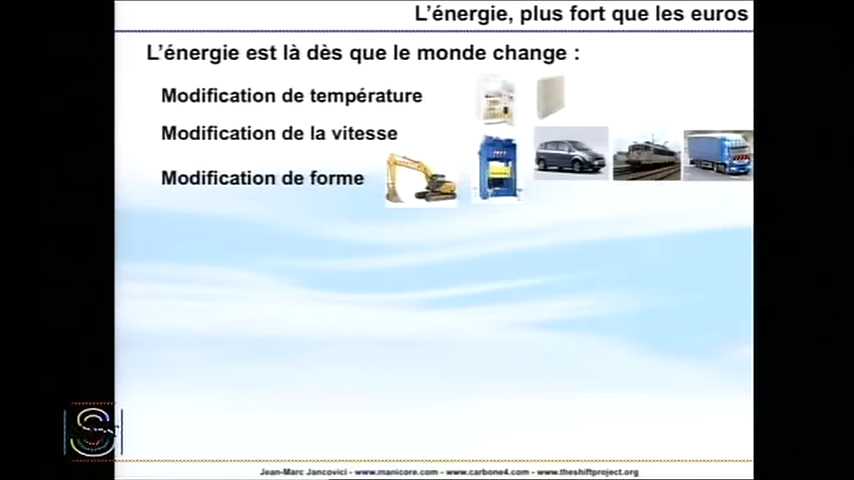 L'énergie, plus fort que les euros
L'énergie est là dès que le monde change :
Modification de température
Modification de la vitesse
Modification de forme
Jean-Marc Jancovici - www.manicore.com - www.carbone4.com - www.theshiftproject.org